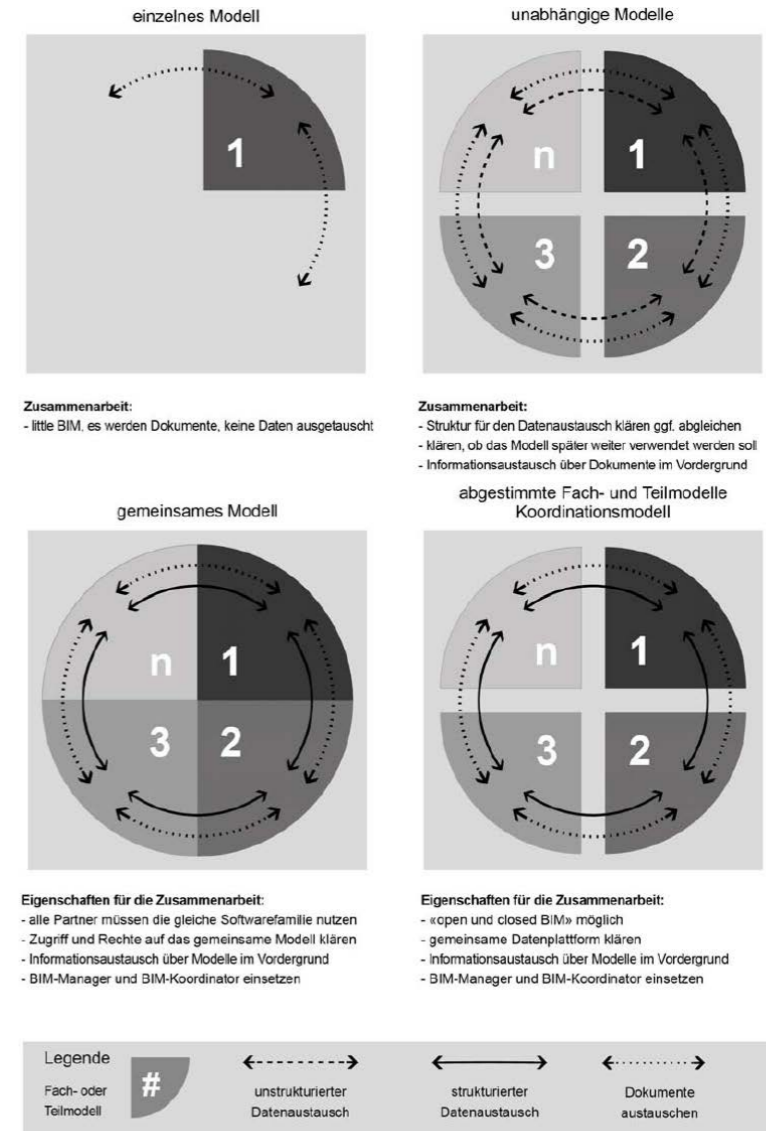 einzelnes Modell
1
Zusammenarbeit:
- little BIM, es werden Dokumente, keine Daten ausgetauscht
unabhängige Modelle
n 1
3 2
Zusammenarbeit:
- Struktur für den Datenaustausch klären ggf. abgleichen
- klären, ob das Modell später weiter verwendet werden soll
- Informationsaustausch über Dokumente im Vordergrund
gemeinsames Modell
n 1
3 2
Eigenschaften für die Zusammenarbeit:
- alle Partner müssen die gleiche Softwarefamilie nutzen
- Zugriff und Rechte auf das gemeinsame Modell klären
- Informationsaustausch über Modelle im Vordergrund
- BIM-Manager und BIM-Koordinator einsetzen
abgestimmte Fach- und Teilmodelle
Koordinationsmodell
n 1
3 2
Eigenschaften für die Zusammenarbeit:
- «open und closed BIM» möglich
- gemeinsame Datenplattform klären
- Informationsaustausch über Modelle im Vordergrund
- BIM-Manager und BIM-Koordinator einsetzen
Legende
Fach- oder
Teilmodell
#
unstrukturierter
Datenaustausch
strukturierter
Datenaustausch
Dokumente
austauschen